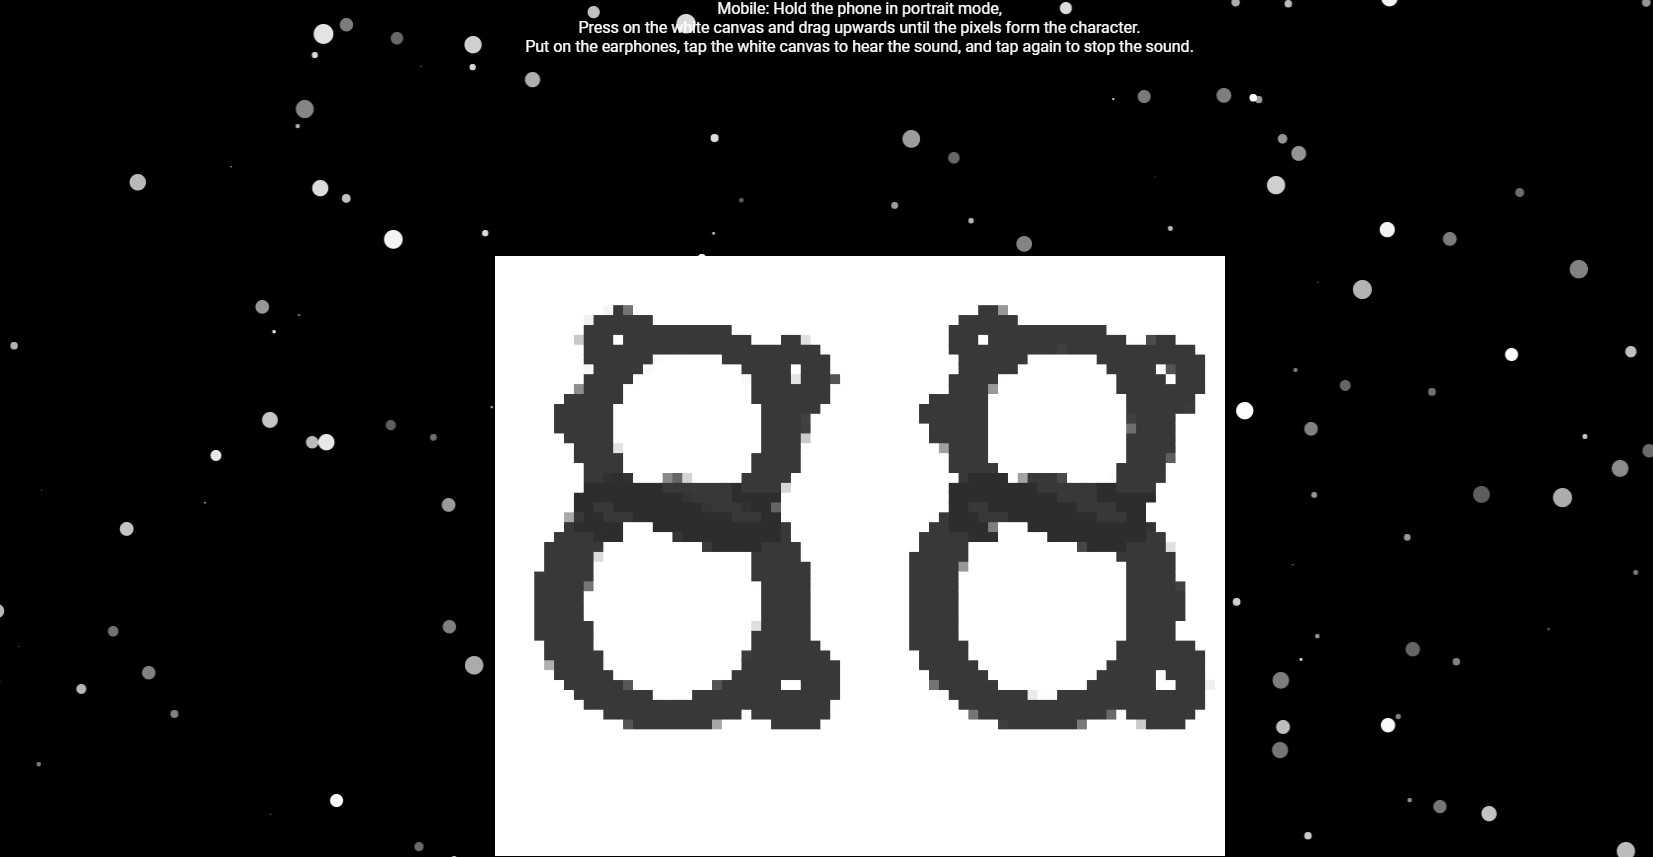 Mobile: Hold the phone in portrait mode,
Press on the white canvas and drag upwards until the pixels form the character.
Put on the earphones, tap the white canvas to hear the sound, and tap again to stop the sound.